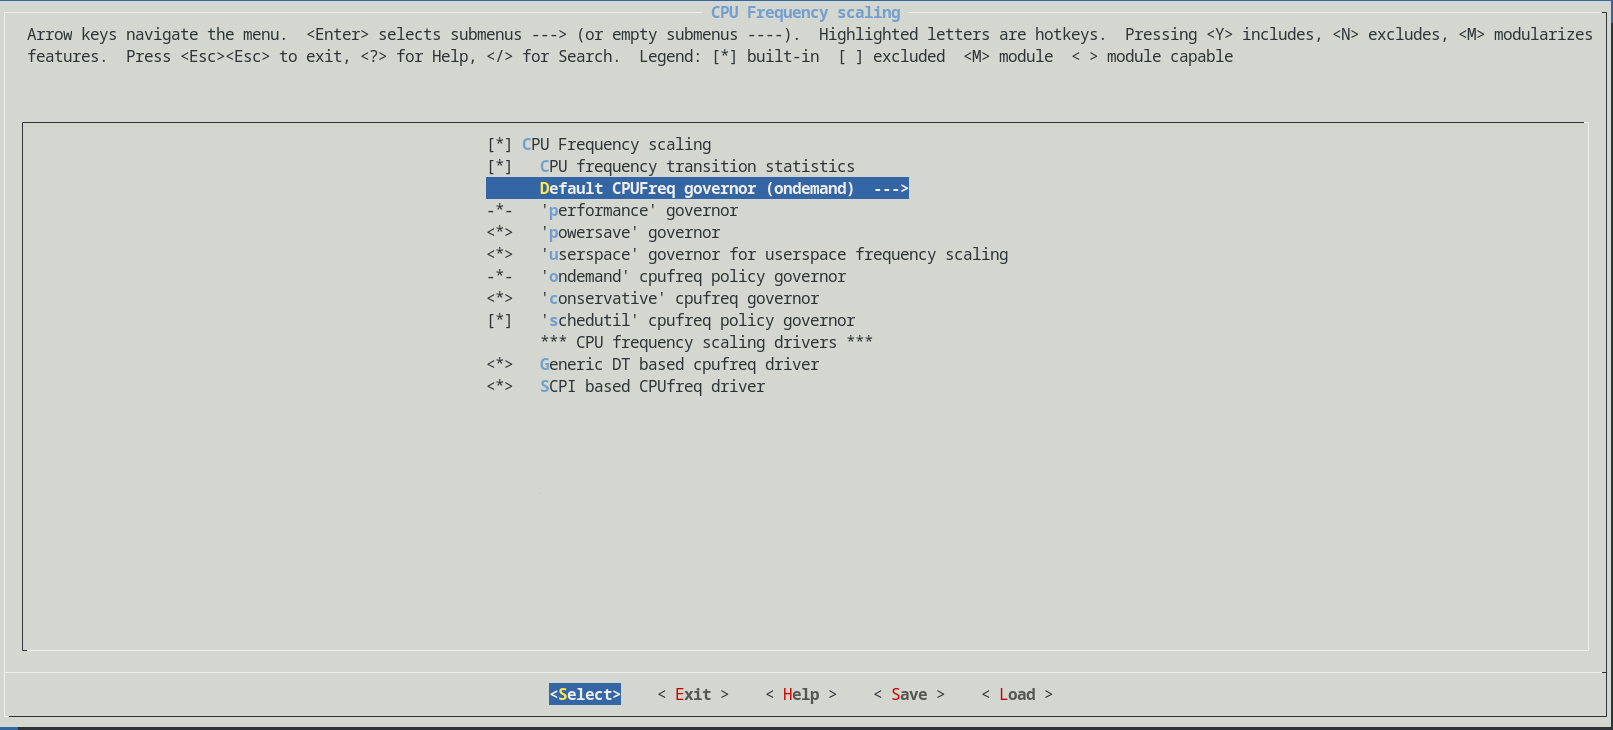 CPU Frequency scaling
Arrow keys navigate the menu.  <Enter> selects submenus ---> (or empty submenus ----).  Highlighted letters are hotkeys.  Pressing <Y> includes, <N> excludes, <M> modularizes
features.  Press <Esc><Esc> to exit, <?> for Help, </> for Search.  Legend: [*] built-in  [ ] excluded  <M> module  < > module capable
[*] CPU Frequency scaling
[*]   CPU frequency transition statistics
Default CPUFreq governor (ondemand)  --->
-*-   'performance' governor
<*>   'powersave' governor
<*>   'userspace' governor for userspace frequency scaling
-*-   'ondemand' cpufreq policy governor
<*>   'conservative' cpufreq governor
[*]   'schedutil' cpufreq policy governor
*** CPU frequency scaling drivers ***
<*>   Generic DT based cpufreq driver
<*>   SCPI based CPUfreq driver
<Select>    < Exit >    < Help >    < Save >    < Load >